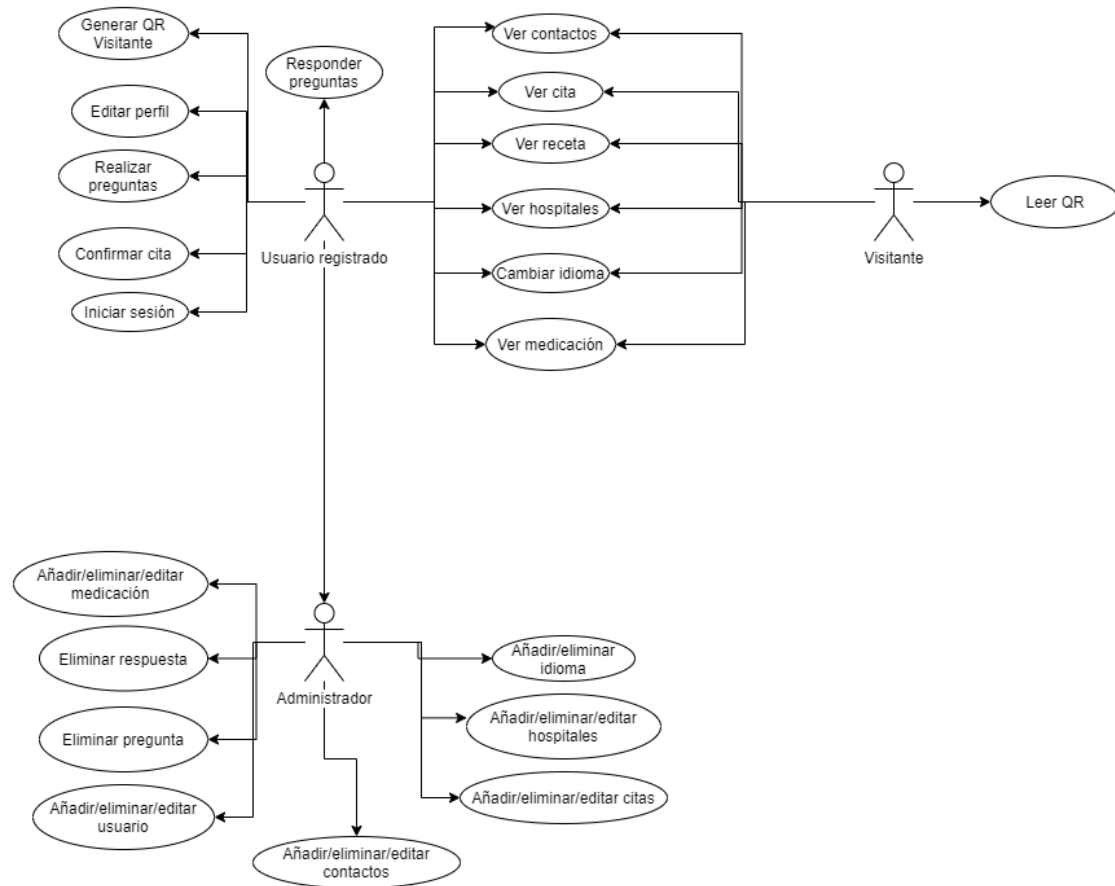 Generar QR
Visitante
Ver contactos
Responder
preguntas
Editar perfil
Ver cita
Ver receta
Realizar
preguntas
Ver hospitales
Leer QR
Confirmar cita
Usuario registrado
Visitante
Cambiar idioma
Iniciar sesión
Ver medicación
Añadir/eliminar/editar
medicación
Eliminar respuesta
Añadir/eliminar
idioma
Administrador
Añadir/eliminar/editar
hospitales
Eliminar pregunta
Añadir/eliminar/editar citas
Añadir/eliminar/editar
usuario
Añadir/eliminar/editar
contactos